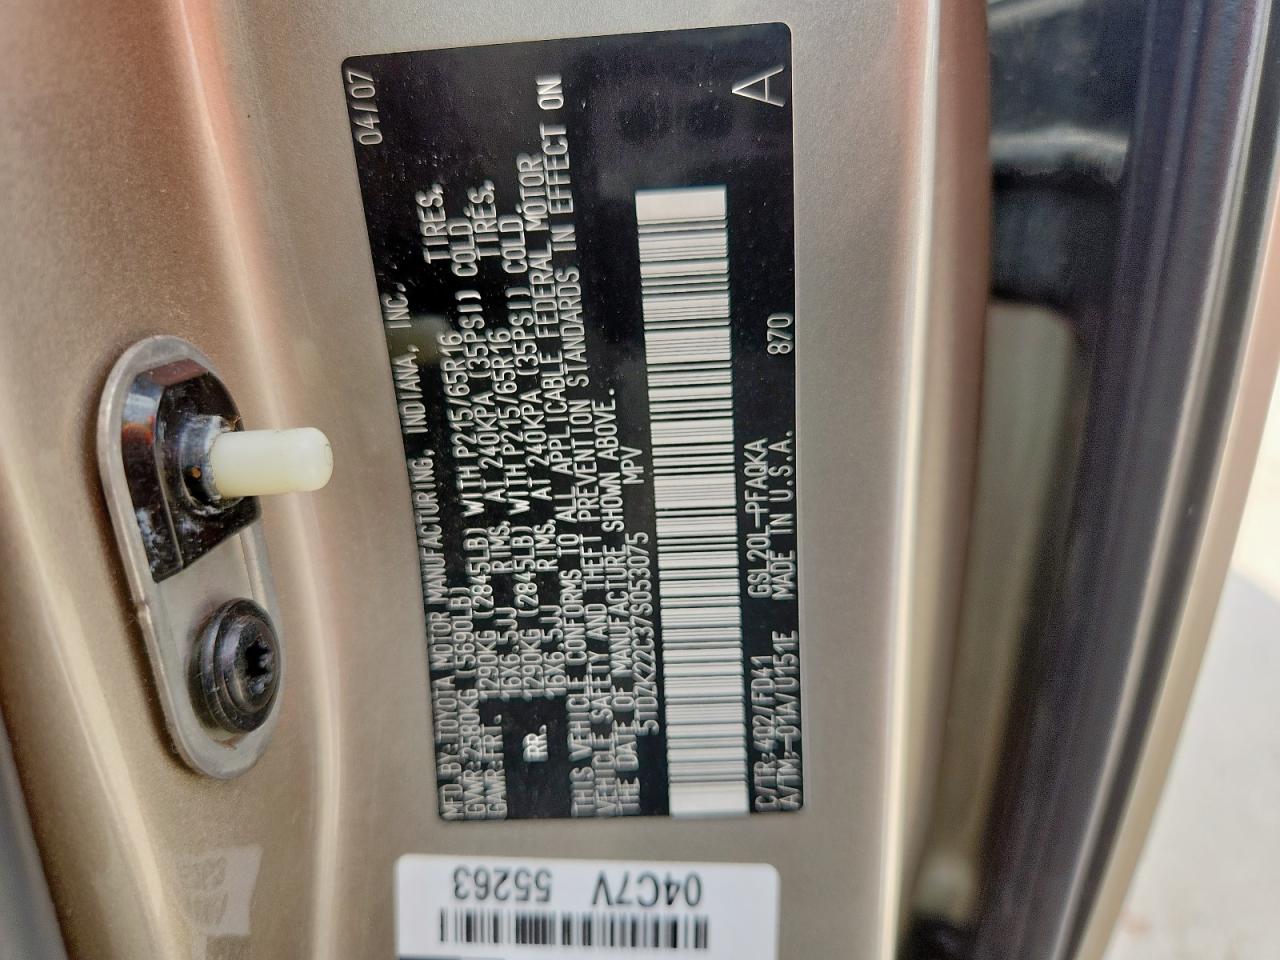 MFD.BY:TOYOTA MOTOR MANUFACTURING, INDIANA, INC. 04/07
GVWR:2580KG (5690LB)
GAWR:FRT. 1290KG (2845LB) WITH P215/65R16 TIRES,
16X6.5JJ RIMS, AT 240KPA (35PSI) COLD
RR. 1290KG (2845LB) WITH P215/65R16 TIRES,
16X6.5JJ RIMS, AT 240KPA (35PSI) COLD.
THIS VEHICLE CONFORMS TO ALL APPLICABLE FEDERAL MOTOR
VEHICLE SAFETY AND THEFT PREVENTION STANDARDS IN EFFECT ON
THE DATE OF MANUFACTURE SHOWN ABOVE.
5TDZK22C37S053075 MPV
C/TR:4Q2/FD41 GSL20L-PFAQKA
A/TM:-01A/U151E MADE IN U.S.A. 870 A
04C7V 55263